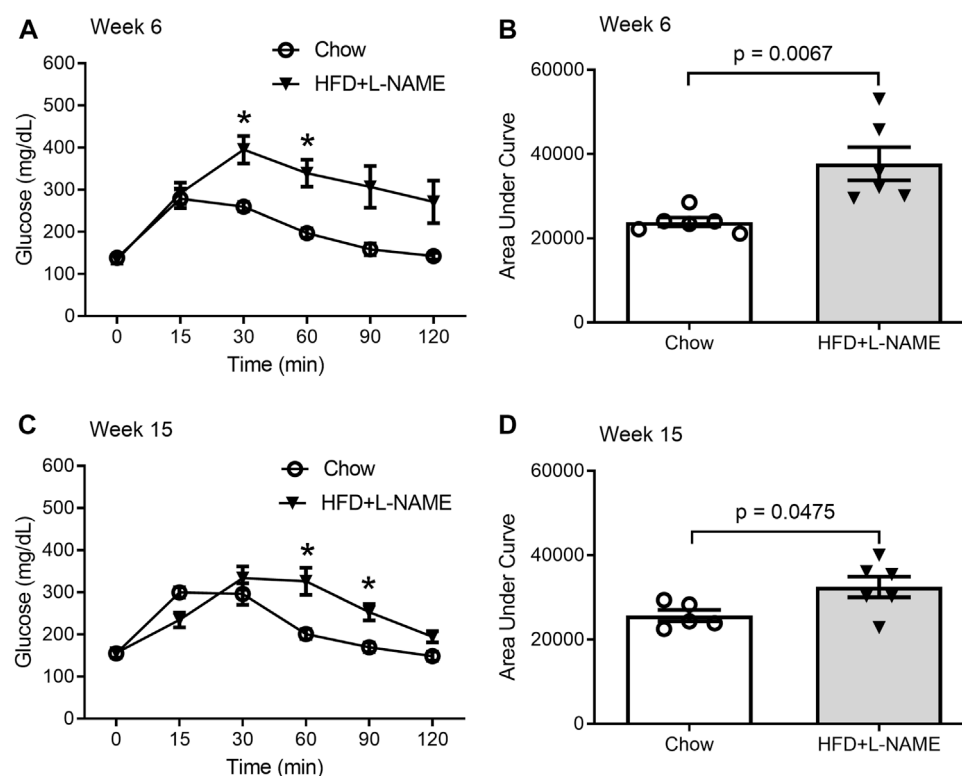 A
Week 6
Chow
HFD+L-NAME
Glucose (mg/dL)
600
500
400
300
200
100
0
*
*
0 15 30 60 90 120
Time (min)
B
Week 6
p = 0.0067
Area Under Curve
60000
40000
20000
0
Chow HFD+L-NAME
C
Week 15
Chow
HFD+L-NAME
Glucose (mg/dL)
600
500
400
300
200
100
0
*
*
0 15 30 60 90 120
Time (min)
D
Week 15
p = 0.0475
Area Under Curve
60000
40000
20000
0
Chow HFD+L-NAME